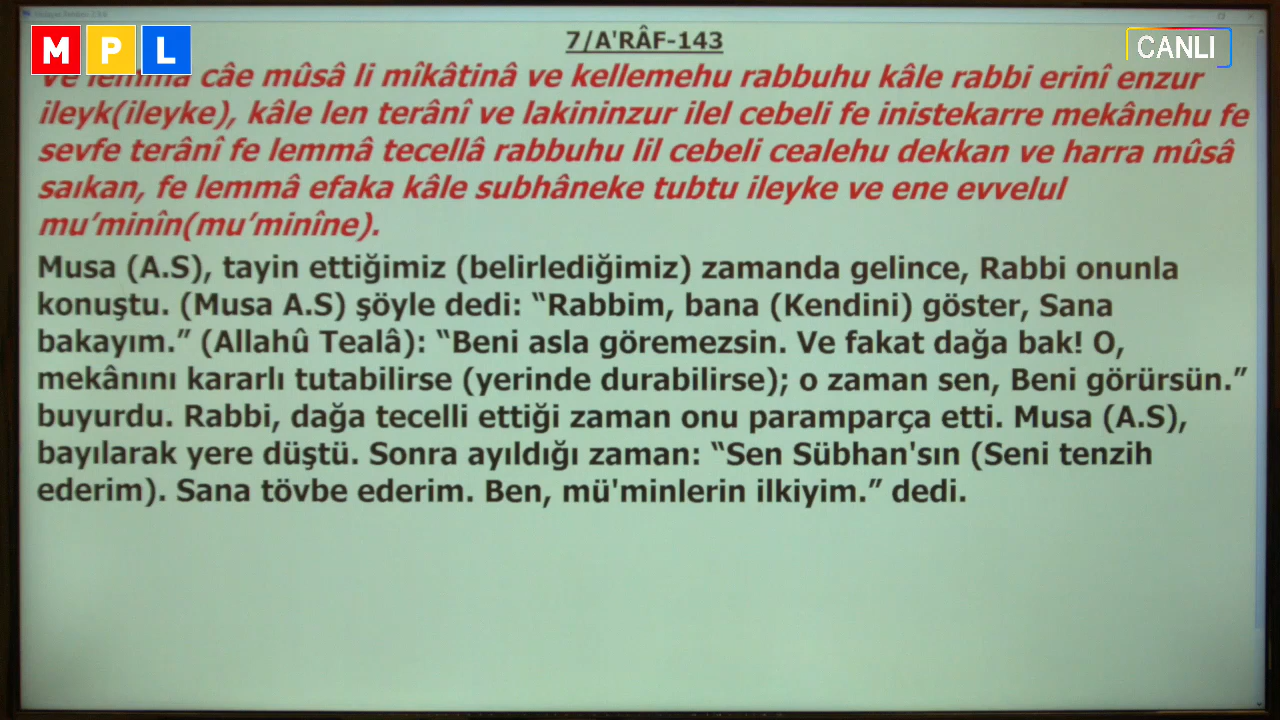 MPL
CANLI
7/A'RÂF-143
Ve lemmâ câe mûsâ li mîkâtinâ ve kellemehu rabbuhu kâle rabbi erinî enzur
ileyk(ileyke), kâle len terânî ve lakininzur ilel cebeli fe inistekarre mekânehu fe
sevfe terânî fe lemmâ tecellâ rabbuhu lil cebeli cealehu dekkan ve harra mûsâ
saıkan, fe lemmâ efaka kâle subhâneke tubtu ileyke ve ene evvelul
mu’minîn(mu’minîne).
Musa (A.S), tayin ettiğimiz (belirlediğimiz) zamanda gelince, Rabbi onunla
konuştu. (Musa A.S) şöyle dedi: “Rabbim, bana (Kendini) göster, Sana
bakayım.” (Allahû Tealâ): “Beni asla göremezsin. Ve fakat dağa bak! O,
mekânını kararlı tutabilirse (yerinde durabilirse); o zaman sen, Beni görürsün.”
buyurdu. Rabbi, dağa tecelli ettiği zaman onu paramparça etti. Musa (A.S),
bayılarak yere düştü. Sonra ayıldığı zaman: “Sen Sübhan'sın (Seni tenzih
ederim). Sana tövbe ederim. Ben, mü'minlerin ilkiyim.” dedi.